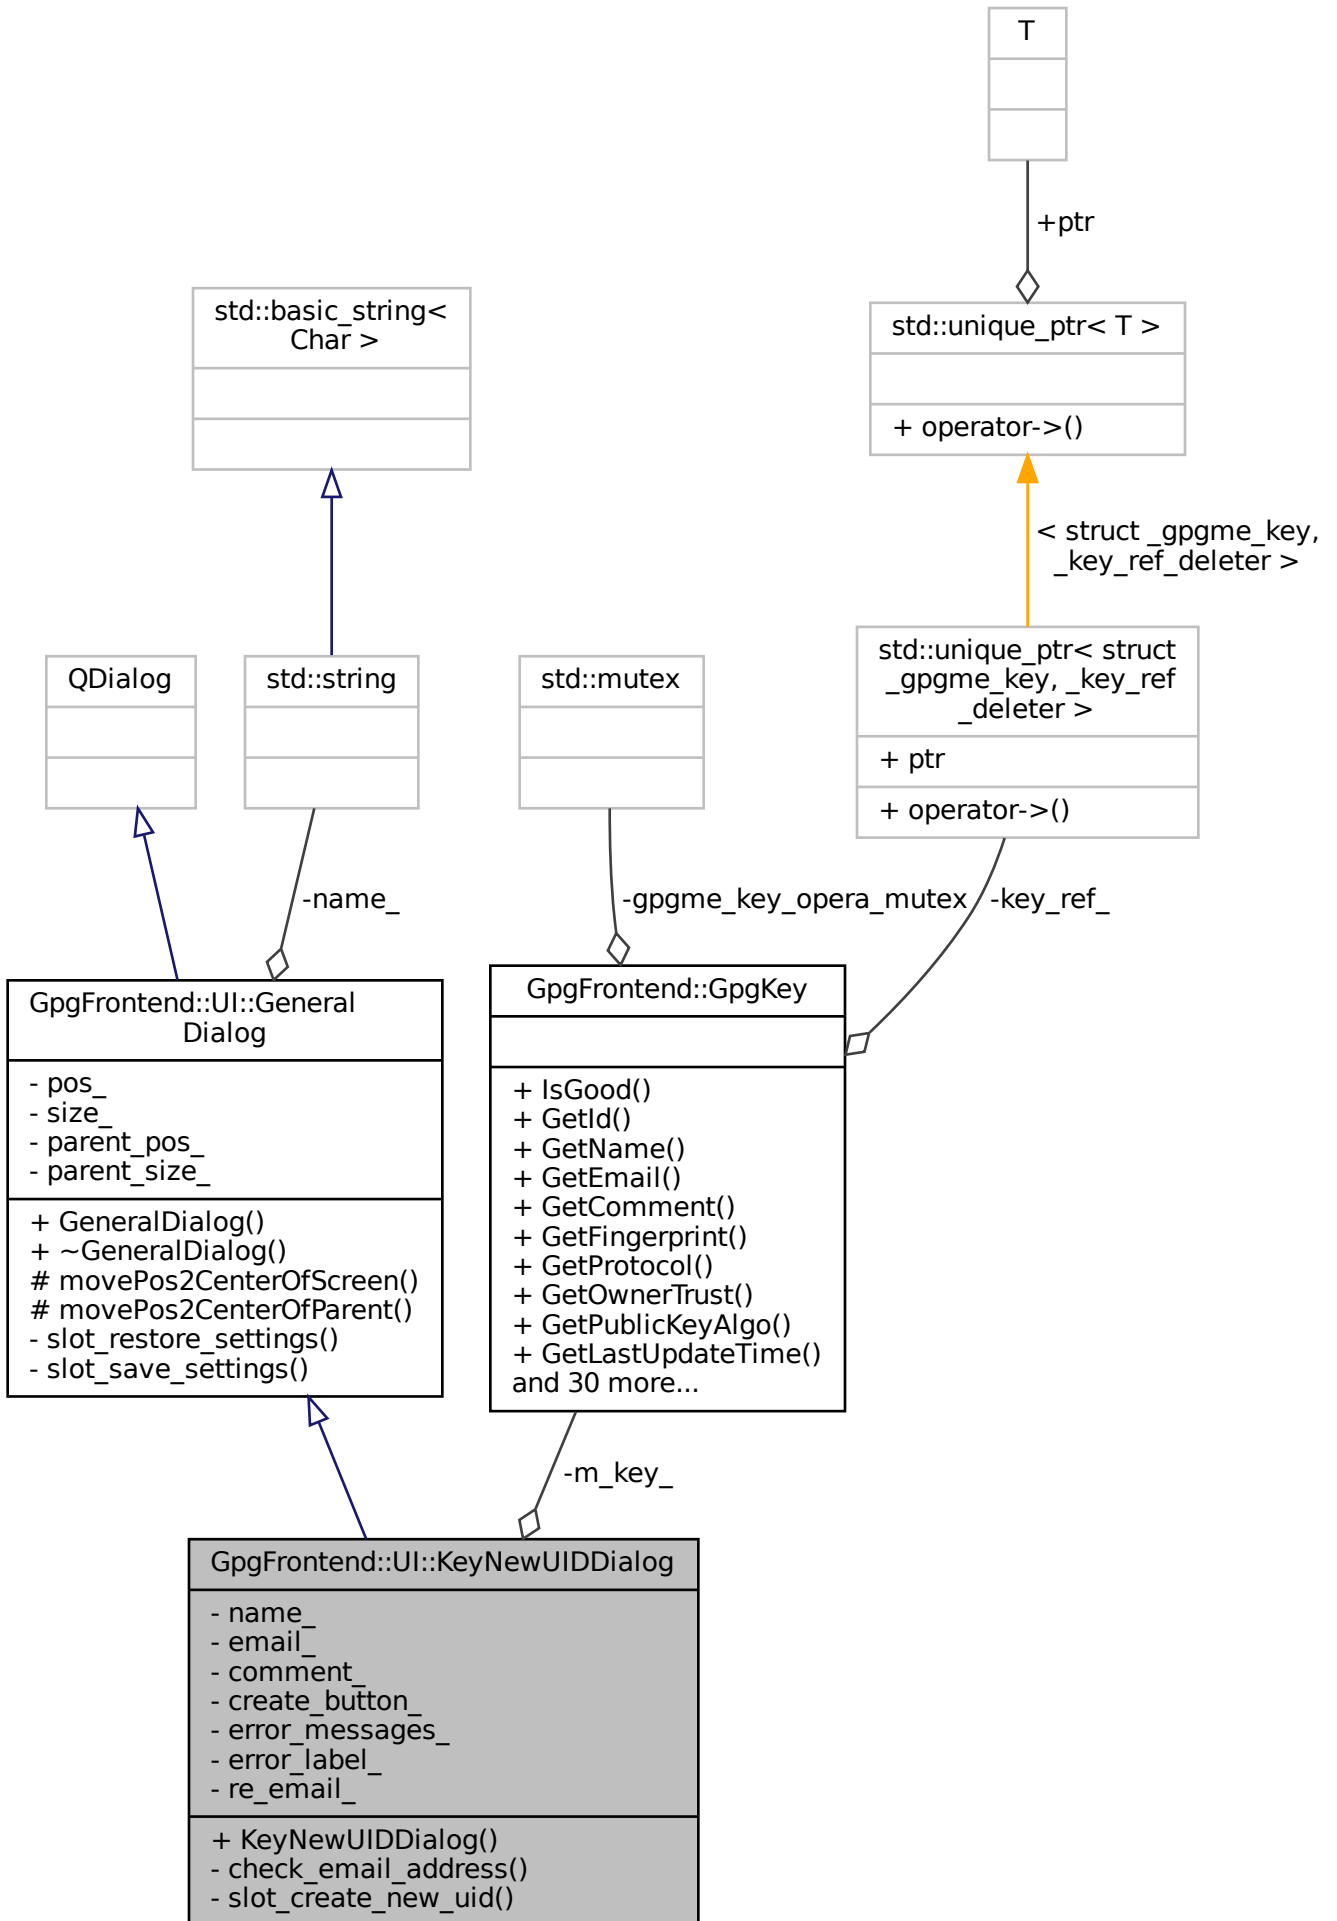 T
+ptr
std::basic_string<
Char >
std::unique_ptr< T >
+ operator->()
< struct _gpgme_key,
_key_ref_deleter >
QDialog
std::string
std::mutex
std::unique_ptr< struct
_gpgme_key, _key_ref
_deleter >
+ ptr
+ operator->()
-name_
-gpgme_key_opera_mutex
-key_ref_
GpgFrontend::UI::General
Dialog
- pos_
- size_
- parent_pos_
- parent_size_
+ GeneralDialog()
+ ~GeneralDialog()
# movePos2CenterOfScreen()
# movePos2CenterOfParent()
- slot_restore_settings()
- slot_save_settings()
GpgFrontend::GpgKey
+ IsGood()
+ GetId()
+ GetName()
+ GetEmail()
+ GetComment()
+ GetFingerprint()
+ GetProtocol()
+ GetOwnerTrust()
+ GetPublicKeyAlgo()
+ GetLastUpdateTime()
and 30 more...
-m_key_
GpgFrontend::UI::KeyNewUIDDialog
- name_
- email_
- comment_
- create_button_
- error_messages_
- error_label_
- re_email_
+ KeyNewUIDDialog()
- check_email_address()
- slot_create_new_uid()